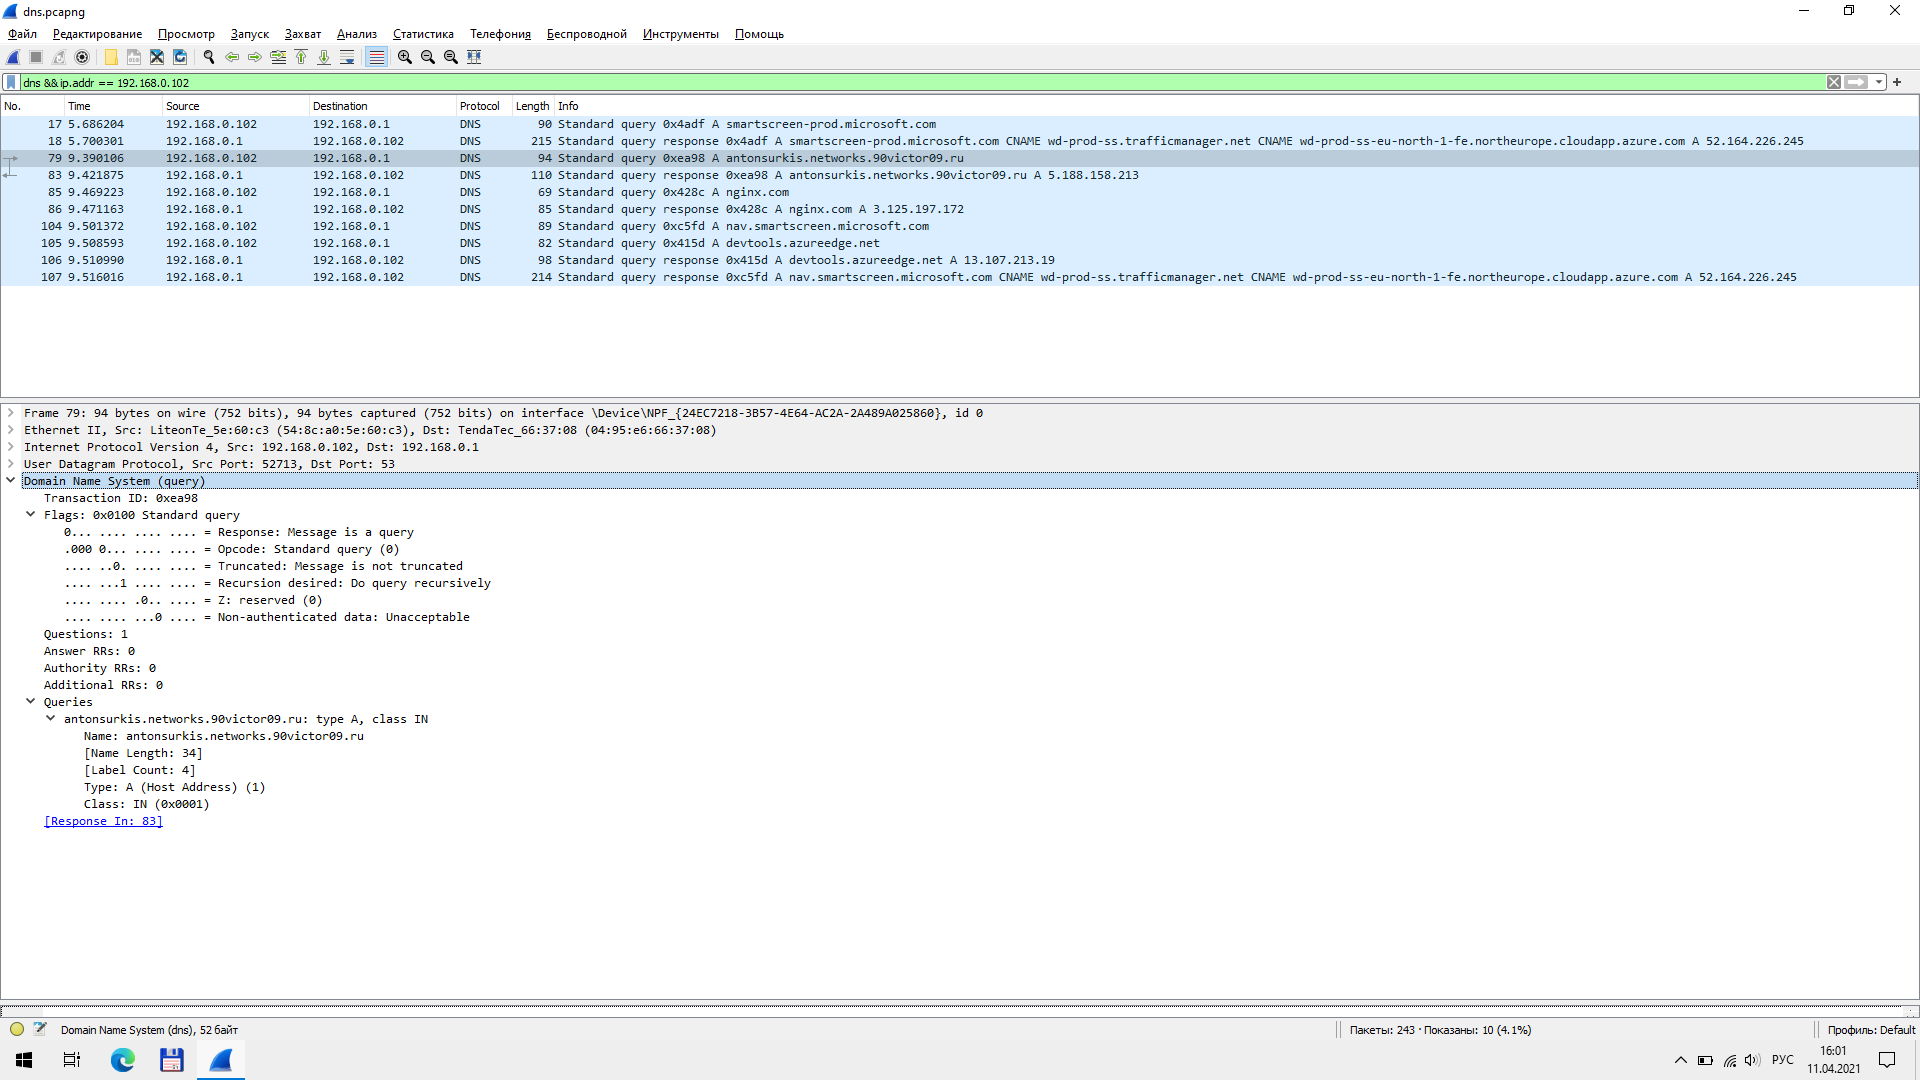 dns.pcapng
Файл Редактирование Просмотр Запуск Захват Анализ Статистика Телефония Беспроводной Инструменты Помощь
dns && ip.addr == 192.168.0.102
No. Time Source Destination Protocol Length Info
17 5.686204 192.168.0.102 192.168.0.1 DNS 90 Standard query 0x4adf A smartscreen-prod.microsoft.com
18 5.700301 192.168.0.1 192.168.0.102 DNS 215 Standard query response 0x4adf A smartscreen-prod.microsoft.com CNAME wd-prod-ss.trafficmanager.net CNAME wd-prod-ss-eu-north-1-fe.northeurope.cloudapp.azure.com A 52.164.226.245
79 9.390106 192.168.0.102 192.168.0.1 DNS 94 Standard query 0xea98 A antonsurkis.networks.90victor09.ru
83 9.421875 192.168.0.1 192.168.0.102 DNS 110 Standard query response 0xea98 A antonsurkis.networks.90victor09.ru A 5.188.158.213
85 9.469223 192.168.0.102 192.168.0.1 DNS 69 Standard query 0x428c A nginx.com
86 9.471163 192.168.0.1 192.168.0.102 DNS 85 Standard query response 0x428c A nginx.com A 3.125.197.172
104 9.501372 192.168.0.102 192.168.0.1 DNS 89 Standard query 0xc5fd A nav.smartscreen.microsoft.com
105 9.508593 192.168.0.102 192.168.0.1 DNS 82 Standard query 0x415d A devtools.azureedge.net
106 9.510990 192.168.0.1 192.168.0.102 DNS 98 Standard query response 0x415d A devtools.azureedge.net A 13.107.213.19
107 9.516016 192.168.0.1 192.168.0.102 DNS 214 Standard query response 0xc5fd A nav.smartscreen.microsoft.com CNAME wd-prod-ss.trafficmanager.net CNAME wd-prod-ss-eu-north-1-fe.northeurope.cloudapp.azure.com A 52.164.226.245
Frame 79: 94 bytes on wire (752 bits), 94 bytes captured (752 bits) on interface \Device\NPF_{24EC7218-3B57-4E64-AC2A-2A489A025860}, id 0
Ethernet II, Src: LiteonTe_5e:60:c3 (54:8c:a0:5e:60:c3), Dst: TendaTec_66:37:08 (04:95:e6:66:37:08)
Internet Protocol Version 4, Src: 192.168.0.102, Dst: 192.168.0.1
User Datagram Protocol, Src Port: 52713, Dst Port: 53
Domain Name System (query)
Transaction ID: 0xea98
Flags: 0x0100 Standard query
0... .... .... .... = Response: Message is a query
.000 0... .... .... = Opcode: Standard query (0)
.... ..0. .... .... = Truncated: Message is not truncated
.... ...1 .... .... = Recursion desired: Do query recursively
.... .... .0.. .... = Z: reserved (0)
.... .... ...0 .... = Non-authenticated data: Unacceptable
Questions: 1
Answer RRs: 0
Authority RRs: 0
Additional RRs: 0
Queries
antonsurkis.networks.90victor09.ru: type A, class IN
Name: antonsurkis.networks.90victor09.ru
[Name Length: 34]
[Label Count: 4]
Type: A (Host Address) (1)
Class: IN (0x0001)
[Response In: 83]
Domain Name System (dns), 52 байт Пакеты: 243 · Показаны: 10 (4.1%) Профиль: Default
РУС 16:01
11.04.2021